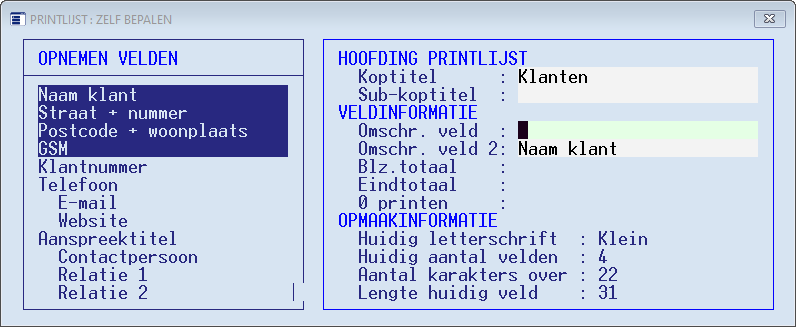 PRINTLIJST : ZELF BEPALEN
OPNEMEN VELDEN
Naam klant
Straat + nummer
Postcode + woonplaats
GSM
Klantnummer
Telefoon
E-mail
Website
Aanspreektitel
Contactpersoon
Relatie 1
Relatie 2
HOOFDING PRINTLIJST
Koptitel : Klanten
Sub-koptitel :
VELDINFORMATIE
Omschr. veld :
Omschr. veld 2: Naam klant
Blz.totaal :
Eindtotaal :
0 printen :
OPMAAKINFORMATIE
Huidig letterschrift : Klein
Huidig aantal velden : 4
Aantal karakters over : 22
Lengte huidig veld : 31